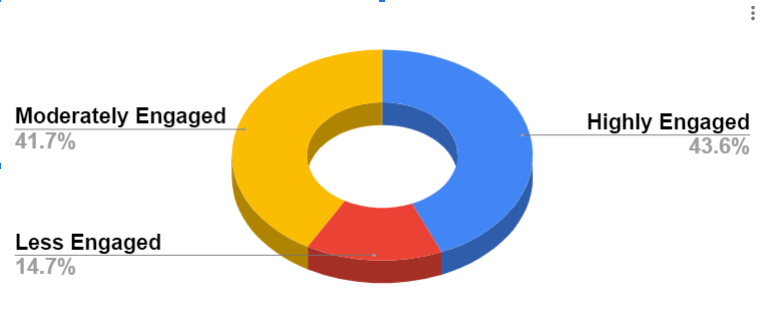 Moderately Engaged
41.7%
Highly Engaged
43.6%
Less Engaged
14.7%